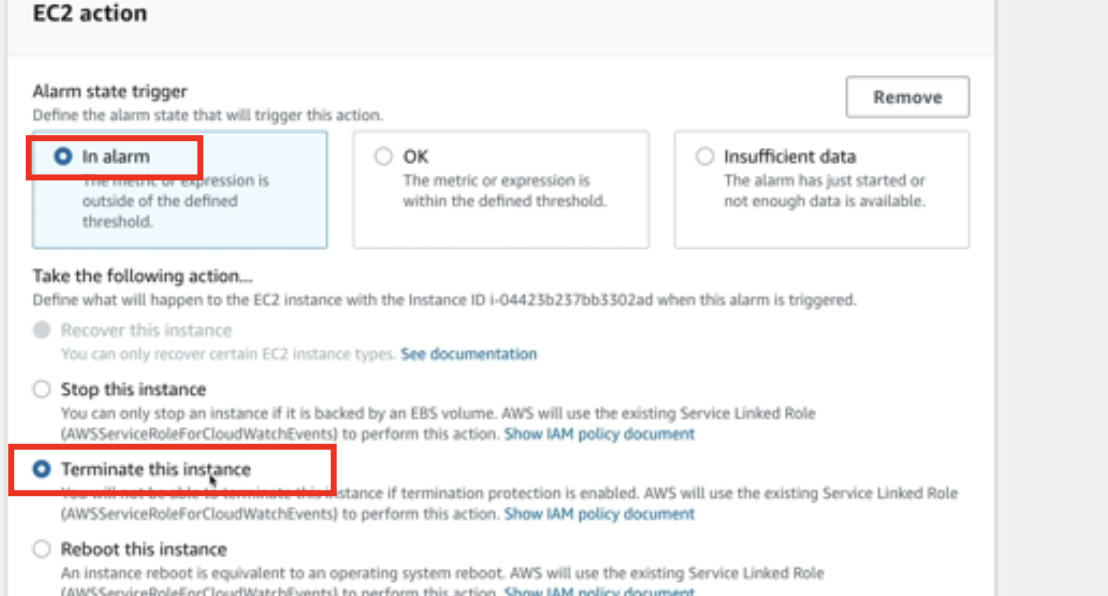 EC2 action
Alarm state trigger
Remove
Define the alarm state that will trigger this action.
In alarm
The metric or expression is
outside of the defined
threshold.
OK
The metric or expression is
within the defined threshold.
Insufficient data
The alarm has just started or
not enough data is available.
Take the following action...
Define what will happen to the EC2 instance with the Instance ID i-04423b237bb3302ad when this alarm is triggered.
Recover this instance
You can only recover certain EC2 instance types. See documentation
Stop this instance
You can only stop an instance if it is backed by an EBS volume. AWS will use the existing Service Linked Role
(AWSServiceRoleForCloudWatchEvents) to perform this action. Show IAM policy document
Terminate this instance
You will not be able to terminate this instance if termination protection is enabled. AWS will use the existing Service Linked Role
(AWSServiceRoleForCloudWatchEvents) to perform this action. Show IAM policy document
Reboot this instance
An instance reboot is equivalent to an operating system reboot. AWS will use the existing Service Linked Role
(AWSServiceRoleForCloudWatchEvents) to perform this action. Show IAM policy document